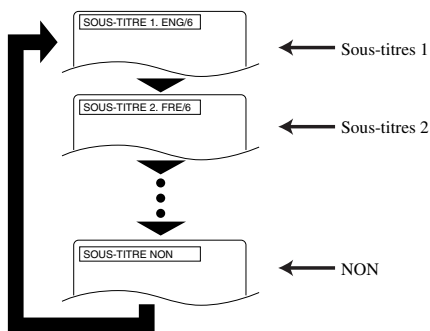 SOUS-TITRE 1. ENG/6
Sous-titres 1
SOUS-TITRE 2. FRE/6
Sous-titres 2
SOUS-TITRE NON
NON